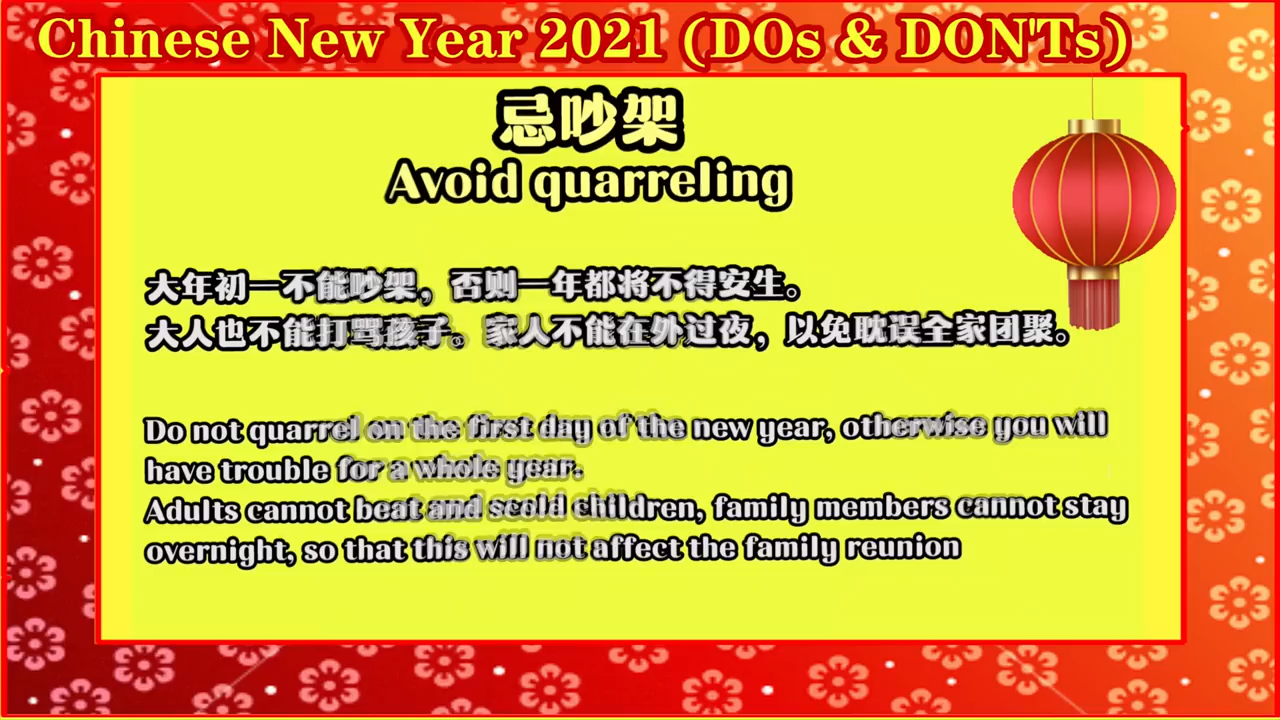 Chinese New Year 2021 (DOs & DON'Ts)
忌吵架
Avoid quarreling
大年初一不能吵架，否则一年都将不得安生。
大人也不能打骂孩子。家人不能在外过夜，以免耽误全家团聚。
Do not quarrel on the first day of the new year, otherwise you will
have trouble for a whole year.
Adults cannot beat and scold children, family members cannot stay
overnight, so that this will not affect the family reunion